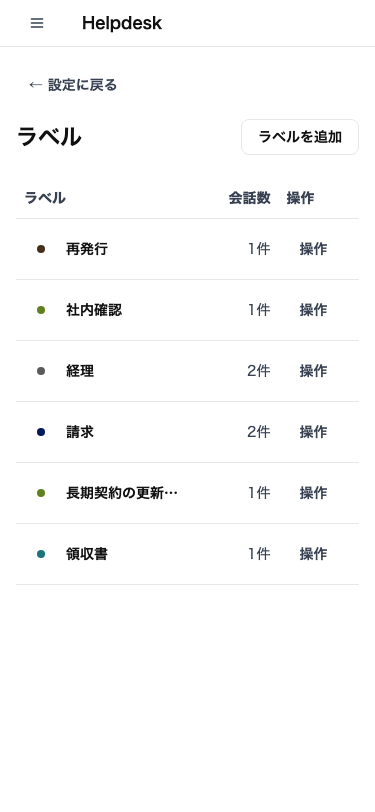 Helpdesk
← 設定に戻る
ラベル
ラベルを追加
ラベル 会話数 操作
再発行 1件 操作
社内確認 1件 操作
経理 2件 操作
請求 2件 操作
長期契約の更新… 1件 操作
領収書 1件 操作